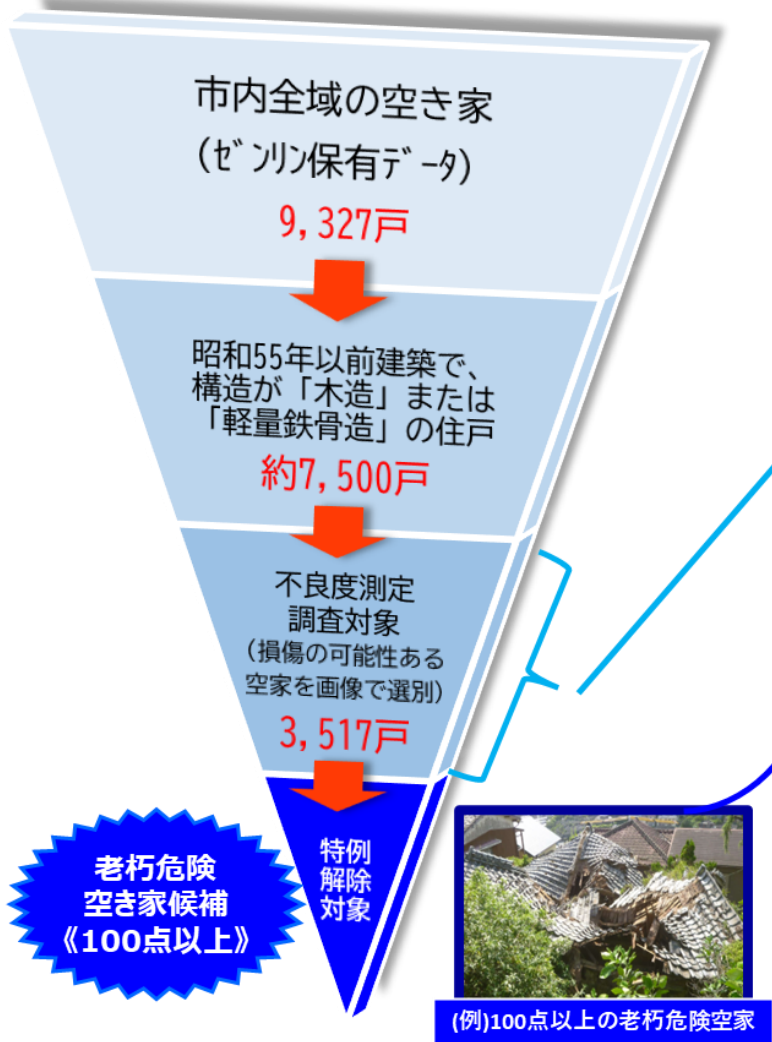 市内全域の空き家
(ｾﾞﾝﾘﾝ保有ﾃﾞｰﾀ)
9,327戸
昭和55年以前建築で、
構造が「木造」または
「軽量鉄骨造」の住戸
約7,500戸
不良度測定
調査対象
(損傷の可能性ある
空家を画像で選別)
3,517戸
特例
解除
対象
老朽危険
空き家候補
《100点以上》
(例)100点以上の老朽危険空家